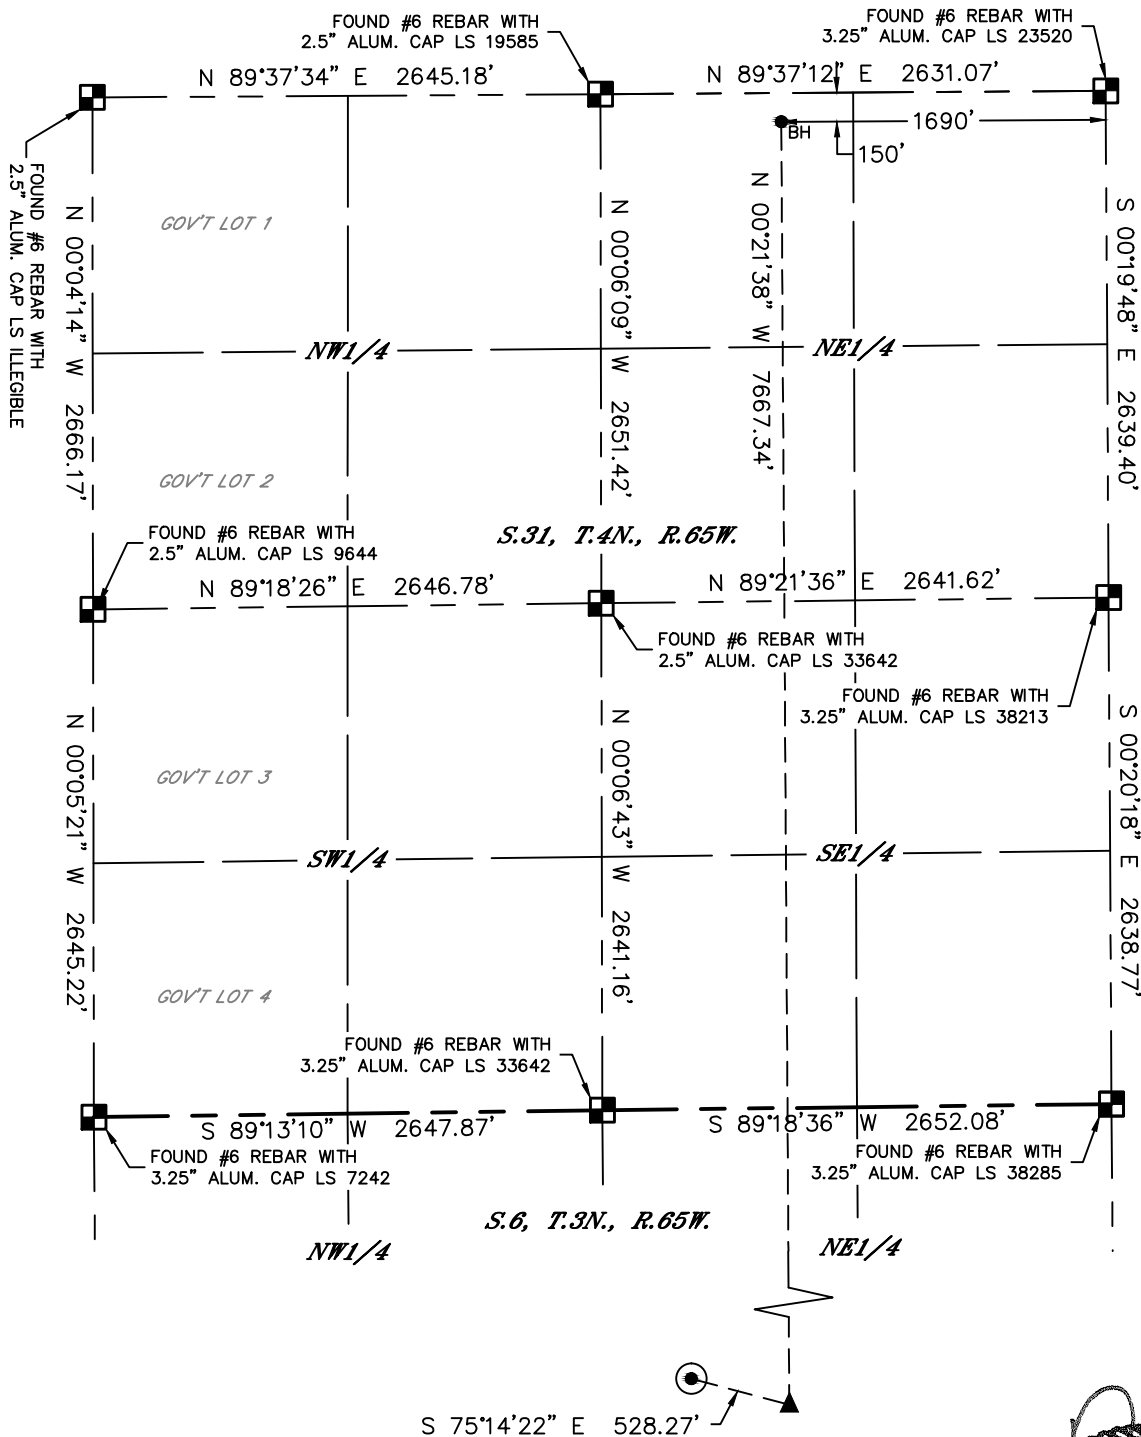 FOUND #6 REBAR WITH
2.5" ALUM. CAP LS 19585
FOUND #6 REBAR WITH
3.25" ALUM. CAP LS 23520
N 89°37'34" E 2645.18'
N 89°37'12" E 2631.07'
1690'
BH
150'
FOUND #6 REBAR WITH
2.5" ALUM. CAP LS ILLEGIBLE
N 00°04'14" W 2666.17'
GOV'T LOT 1
N 00°06'09" W 2651.42'
N 00°21'38" W 7667.34'
S 00°19'48" E 2639.40'
NW1/4
NE1/4
GOV'T LOT 2
S.31, T.4N., R.65W.
FOUND #6 REBAR WITH
2.5" ALUM. CAP LS 9644
N 89°18'26" E 2646.78'
N 89°21'36" E 2641.62'
FOUND #6 REBAR WITH
2.5" ALUM. CAP LS 33642
FOUND #6 REBAR WITH
3.25" ALUM. CAP LS 38213
N 00°05'21" W 2645.22'
GOV'T LOT 3
N 00°06'43" W 2641.16'
S 00°20'18" E 2638.77'
SW1/4
SE1/4
GOV'T LOT 4
FOUND #6 REBAR WITH
3.25" ALUM. CAP LS 33642
S 89°13'10" W 2647.87'
S 89°18'36" W 2652.08'
FOUND #6 REBAR WITH
3.25" ALUM. CAP LS 7242
FOUND #6 REBAR WITH
3.25" ALUM. CAP LS 38285
S.6, T.3N., R.65W.
NW1/4
NE1/4
S 75°14'22" E 528.27'